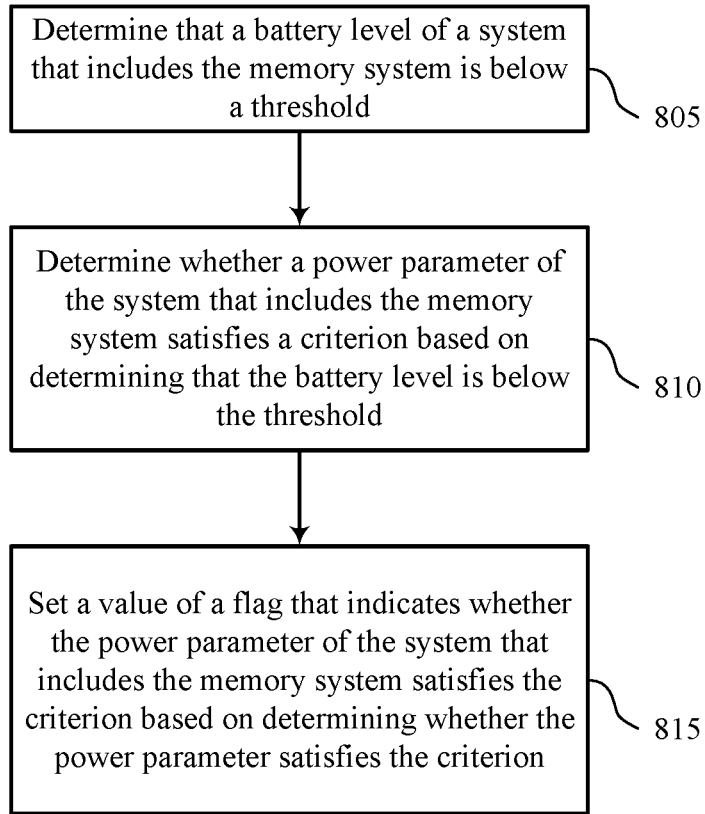 Determine that a battery level of a system
that includes the memory system is below
a threshold
805
Determine whether a power parameter of
the system that includes the memory
system satisfies a criterion based on
determining that the battery level is below
the threshold
810
Set a value of a flag that indicates whether
the power parameter of the system that
includes the memory system satisfies the
criterion based on determining whether the
power parameter satisfies the criterion
815